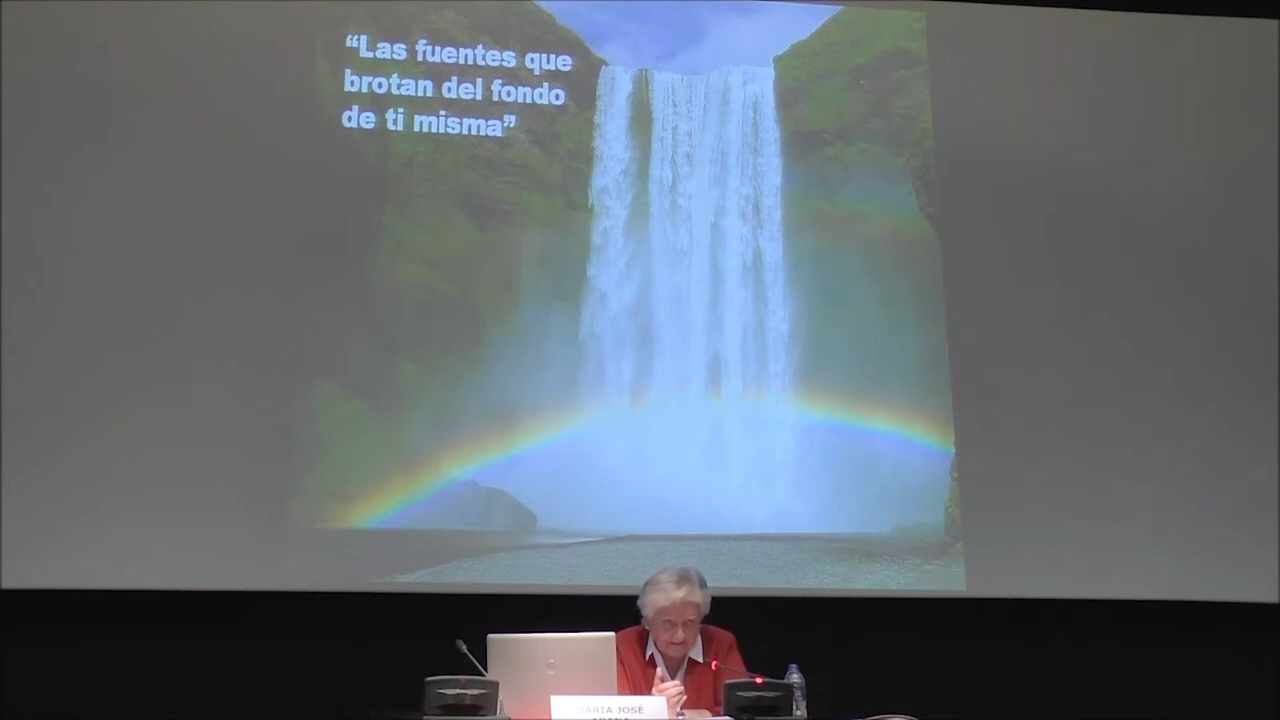 “Las fuentes que
brotan del fondo
de ti misma”
MARIA JOSÉ